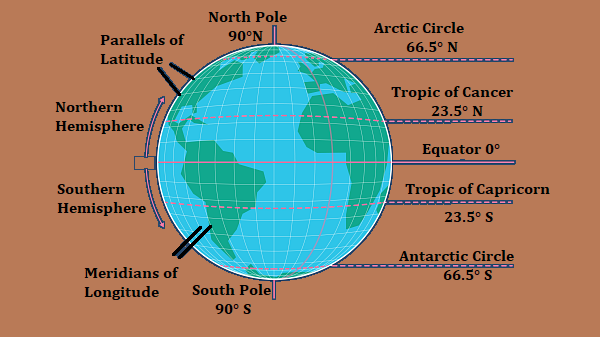 North Pole
90°N
Parallels of
Latitude
Northern
Hemisphere
Southern
Hemisphere
Meridians of
Longitude
South Pole
90° S
Arctic Circle
66.5° N
Tropic of Cancer
23.5° N
Equator 0°
Tropic of Capricorn
23.5° S
Antarctic Circle
66.5° S